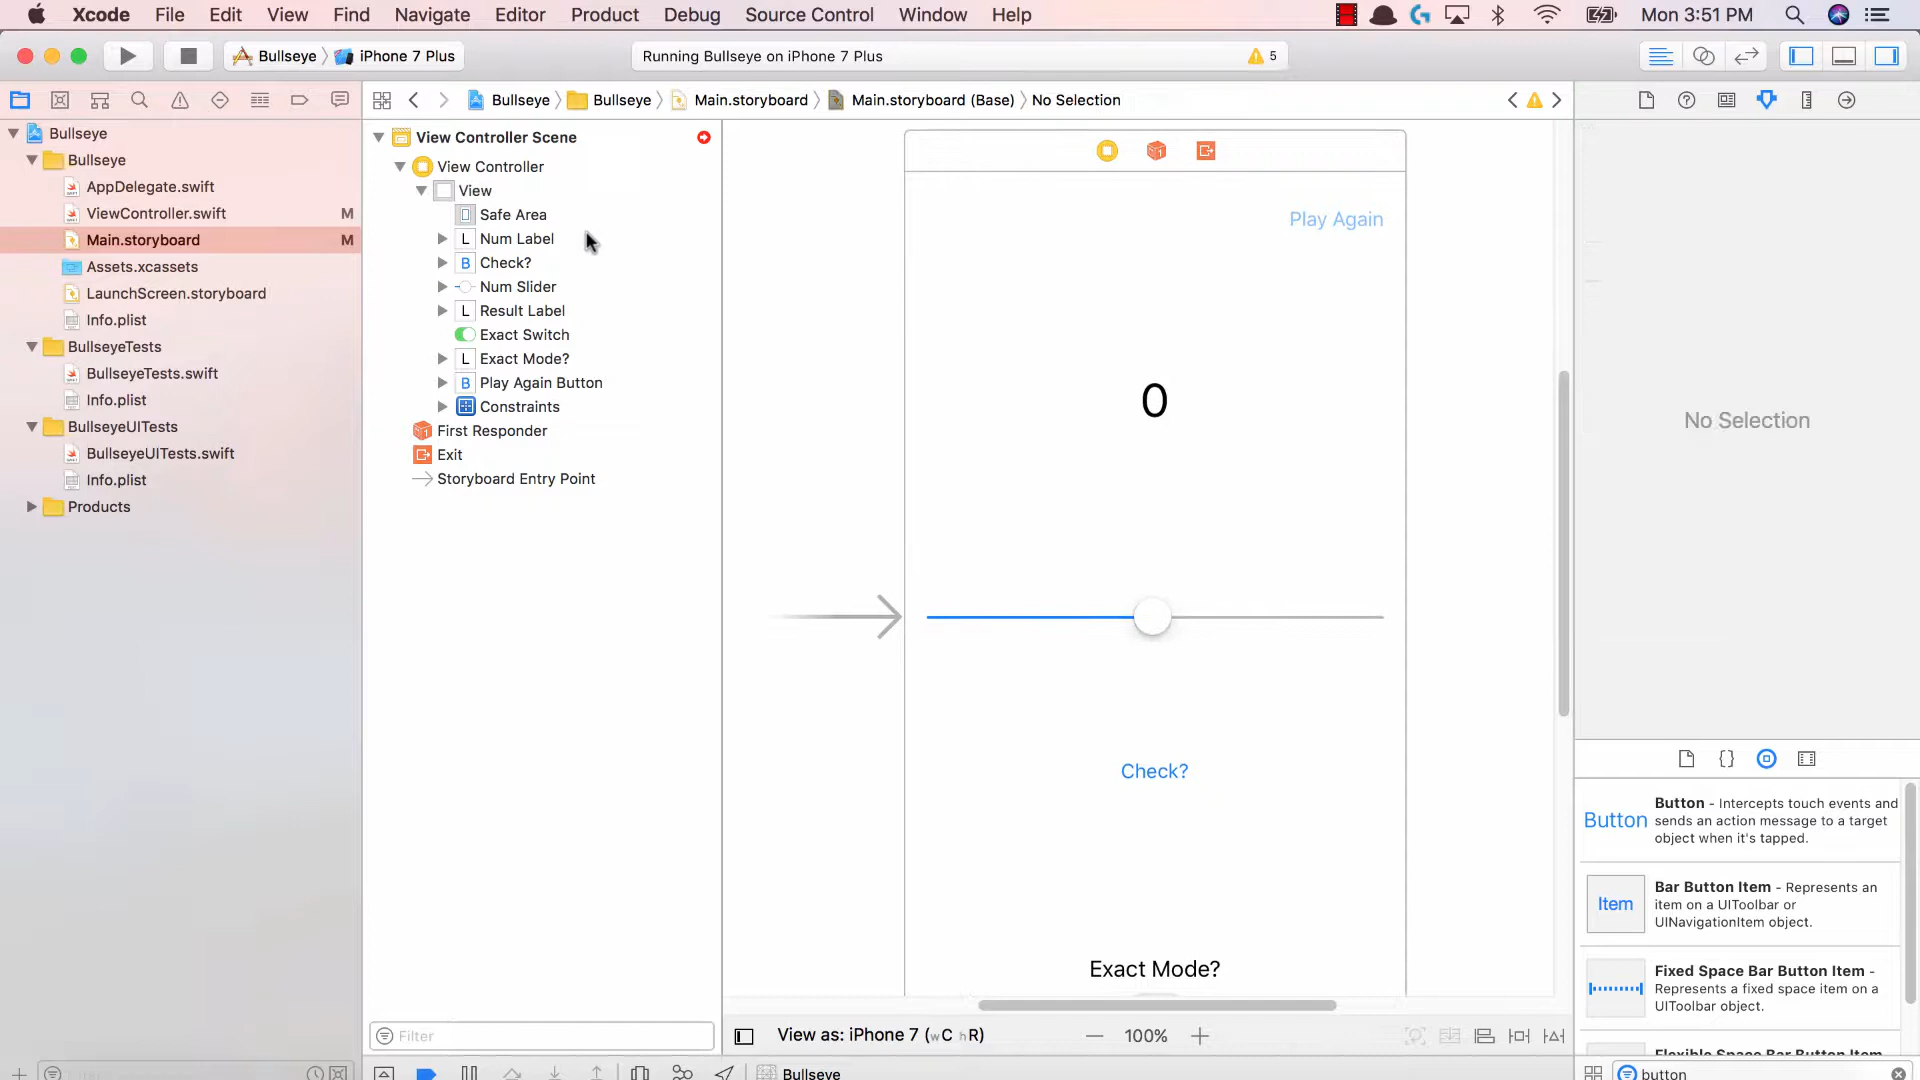 Xcode File Edit View Find Navigate Editor Product Debug Source Control Window Help Mon 3:51 PM
Bullseye iPhone 7 Plus Running Bullseye on iPhone 7 Plus 5
Bullseye Bullseye Main.storyboard Main.storyboard (Base) No Selection
Bullseye
Bullseye
AppDelegate.swift
ViewController.swift M
Main.storyboard M
Assets.xcassets
LaunchScreen.storyboard
Info.plist
BullseyeTests
BullseyeTests.swift
Info.plist
BullseyeUITests
BullseyeUITests.swift
Info.plist
Products
View Controller Scene
View Controller
View
Safe Area
L Num Label
B Check?
Num Slider
L Result Label
Exact Switch
L Exact Mode?
B Play Again Button
Constraints
First Responder
Exit
Storyboard Entry Point
Filter
Play Again
0
Check?
Exact Mode?
View as: iPhone 7 (wC hR) 100%
Bullseye
No Selection
Button
Button - Intercepts touch events and
sends an action message to a target
object when it's tapped.
Item
Bar Button Item - Represents an
item on a UIToolbar or
UINavigationItem object.
Fixed Space Bar Button Item -
Represents a fixed space item on a
UIToolbar object.
Flexible Space Bar Button Item
button